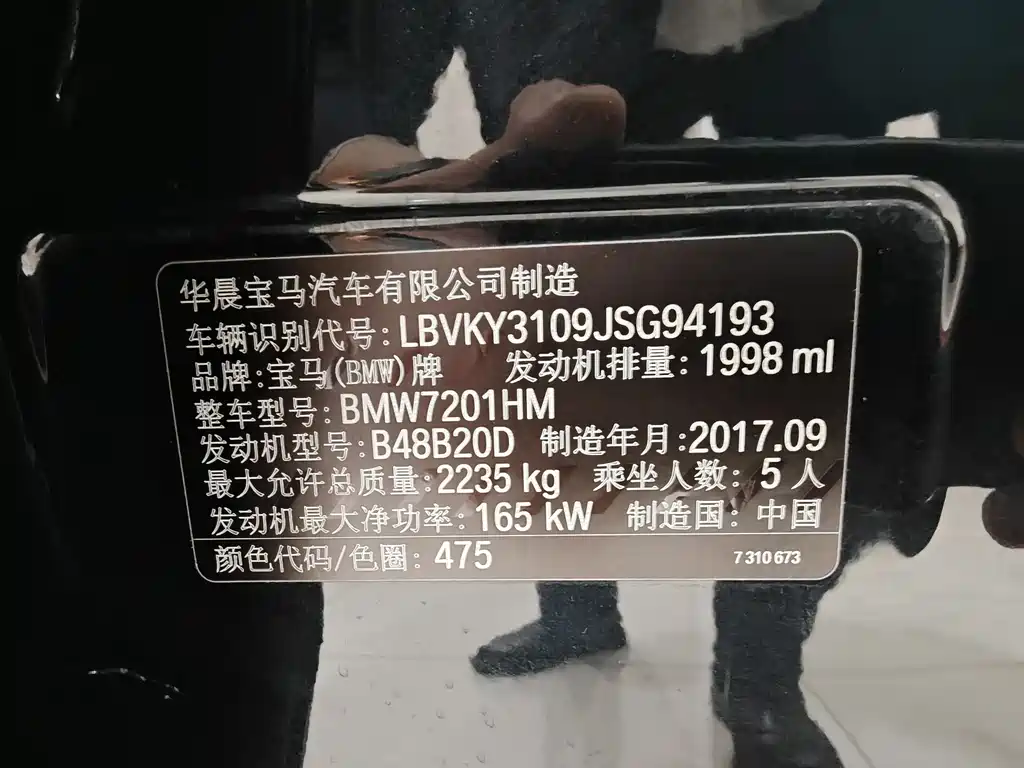 华晨宝马汽车有限公司制造
车辆识别代号: LBVKY3109JSG94193
品牌:宝马(BMW)牌 发动机排量: 1998 ml
整车型号: BMW7201HM
发动机型号: B48B20D 制造年月:2017.09
最大允许总质量:2235 kg 乘坐人数: 5 人
发动机最大净功率: 165 kW 制造国: 中国
颜色代码/色圈: 475 7 310 673